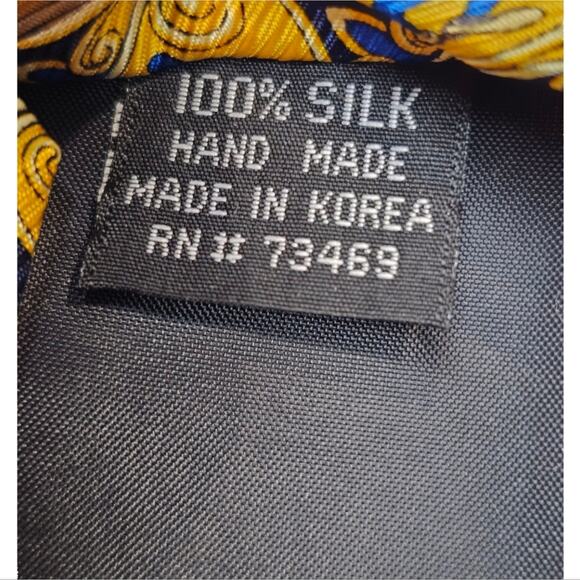 100% SILK
HAND MADE
MADE IN KOREA
RN # 73469